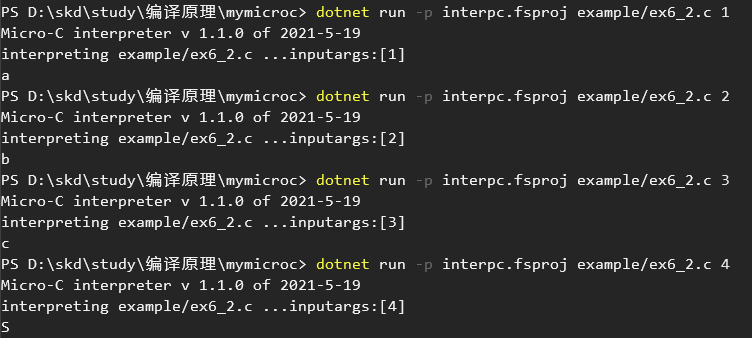 PS D:\skd\study\编译原理\mymicroc> dotnet run -p interpc.fsproj example/ex6_2.c 1
Micro-C interpreter v 1.1.0 of 2021-5-19
interpreting example/ex6_2.c ...inputargs:[1]
a
PS D:\skd\study\编译原理\mymicroc> dotnet run -p interpc.fsproj example/ex6_2.c 2
Micro-C interpreter v 1.1.0 of 2021-5-19
interpreting example/ex6_2.c ...inputargs:[2]
b
PS D:\skd\study\编译原理\mymicroc> dotnet run -p interpc.fsproj example/ex6_2.c 3
Micro-C interpreter v 1.1.0 of 2021-5-19
interpreting example/ex6_2.c ...inputargs:[3]
c
PS D:\skd\study\编译原理\mymicroc> dotnet run -p interpc.fsproj example/ex6_2.c 4
Micro-C interpreter v 1.1.0 of 2021-5-19
interpreting example/ex6_2.c ...inputargs:[4]
S